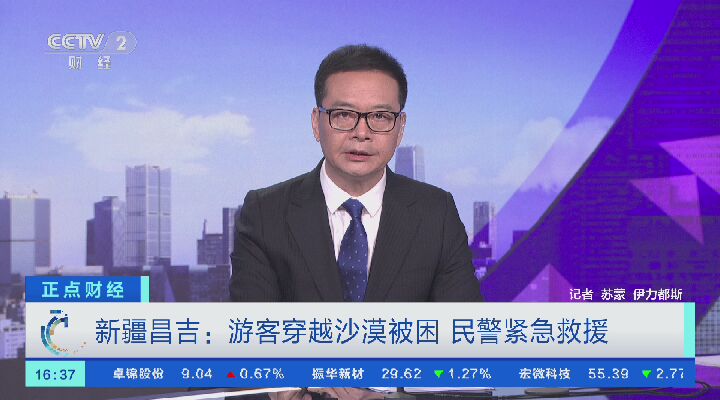 CCTV 2
财经
正点财经
记者 苏蒙 伊力都斯
新疆昌吉：游客穿越沙漠被困 民警紧急救援
16:37 卓锦股份 9.04 ▲0.67% 振华新材 29.62 ▼1.27% 宏微科技 55.39 ▼2.77